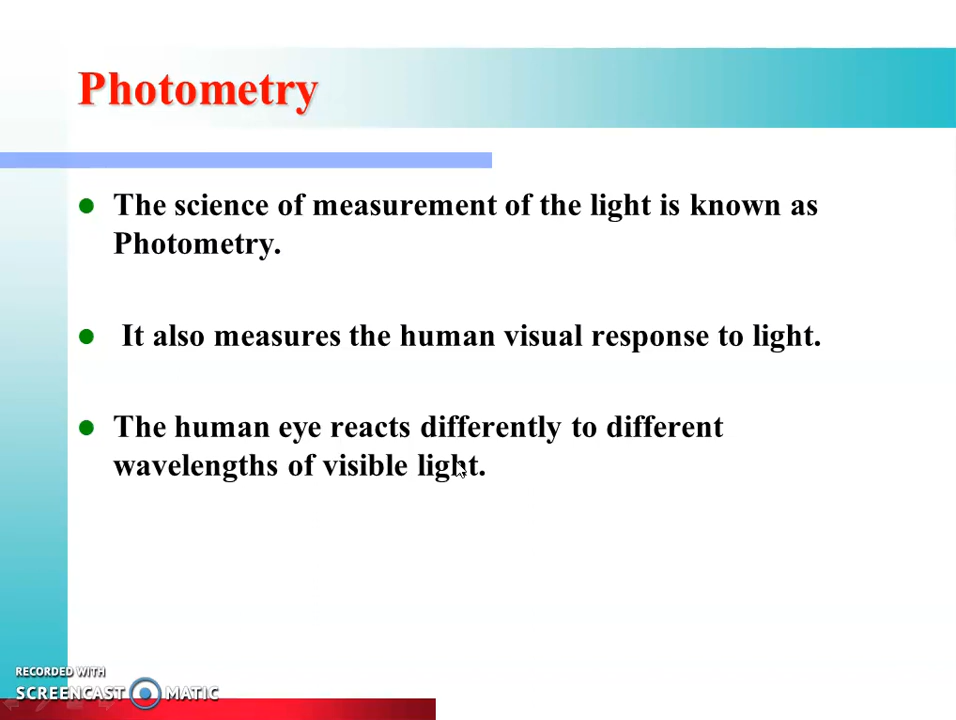 Photometry
The science of measurement of the light is known as
Photometry.
It also measures the human visual response to light.
The human eye reacts differently to different
wavelengths of visible light.
RECORDED WITH
SCREENCAST MATIC